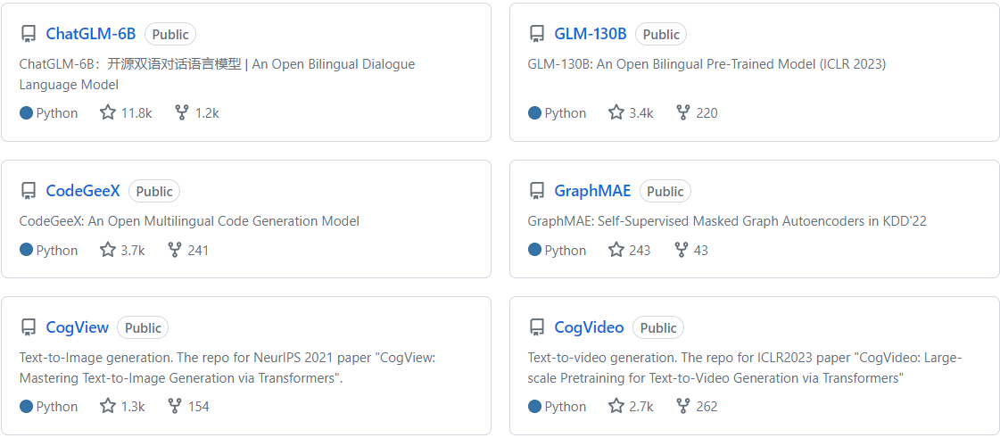 ChatGLM-6B Public
ChatGLM-6B：开源双语对话语言模型 | An Open Bilingual Dialogue
Language Model
Python 11.8k 1.2k
GLM-130B Public
GLM-130B: An Open Bilingual Pre-Trained Model (ICLR 2023)
Python 3.4k 220
CodeGeeX Public
CodeGeeX: An Open Multilingual Code Generation Model
Python 3.7k 241
GraphMAE Public
GraphMAE: Self-Supervised Masked Graph Autoencoders in KDD'22
Python 243 43
CogView Public
Text-to-Image generation. The repo for NeurIPS 2021 paper "CogView:
Mastering Text-to-Image Generation via Transformers".
Python 1.3k 154
CogVideo Public
Text-to-video generation. The repo for ICLR2023 paper "CogVideo: Large-
scale Pretraining for Text-to-Video Generation via Transformers"
Python 2.7k 262